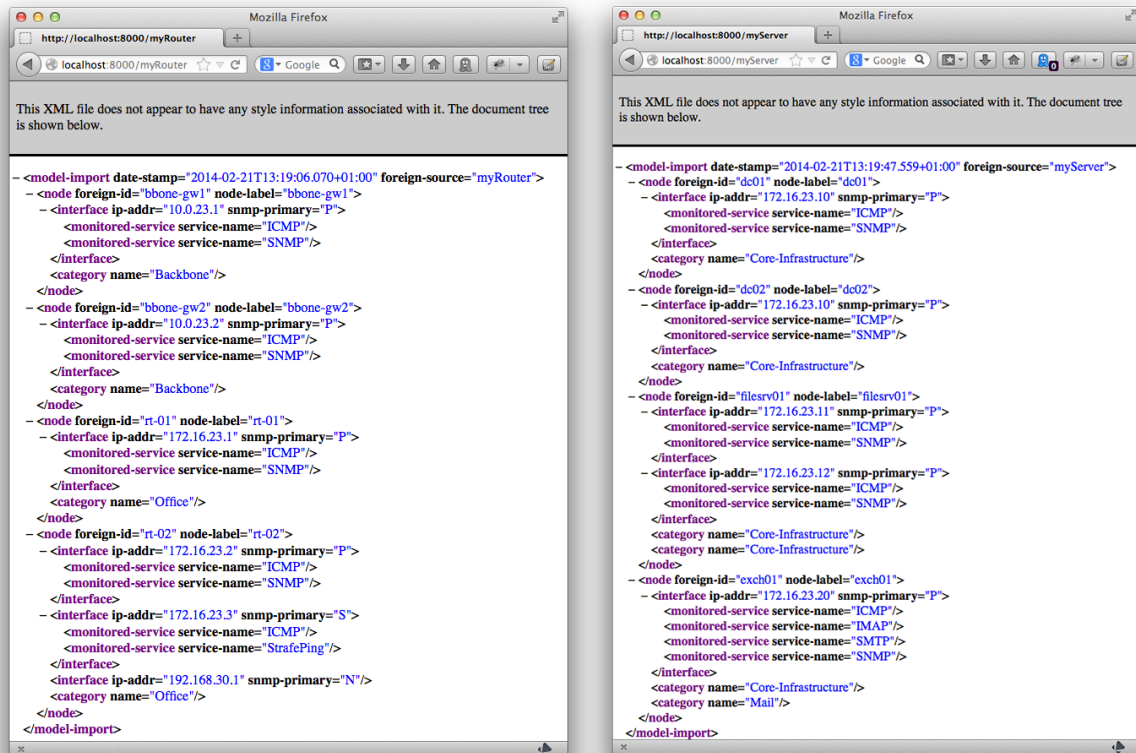 Mozilla Firefox
http://localhost:8000/myRouter
localhost:8000/myRouter
Google
This XML file does not appear to have any style information associated with it. The document tree
is shown below.
– <model-import date-stamp="2014-02-21T13:19:06.070+01:00" foreign-source="myRouter">
– <node foreign-id="bbone-gw1" node-label="bbone-gw1">
– <interface ip-addr="10.0.23.1" snmp-primary="P">
<monitored-service service-name="ICMP"/>
<monitored-service service-name="SNMP"/>
</interface>
<category name="Backbone"/>
</node>
– <node foreign-id="bbone-gw2" node-label="bbone-gw2">
– <interface ip-addr="10.0.23.2" snmp-primary="P">
<monitored-service service-name="ICMP"/>
<monitored-service service-name="SNMP"/>
</interface>
<category name="Backbone"/>
</node>
– <node foreign-id="rt-01" node-label="rt-01">
– <interface ip-addr="172.16.23.1" snmp-primary="P">
<monitored-service service-name="ICMP"/>
<monitored-service service-name="SNMP"/>
</interface>
<category name="Office"/>
</node>
– <node foreign-id="rt-02" node-label="rt-02">
– <interface ip-addr="172.16.23.2" snmp-primary="P">
<monitored-service service-name="ICMP"/>
<monitored-service service-name="SNMP"/>
</interface>
– <interface ip-addr="172.16.23.3" snmp-primary="S">
<monitored-service service-name="ICMP"/>
<monitored-service service-name="StrafePing"/>
</interface>
<interface ip-addr="192.168.30.1" snmp-primary="N"/>
<category name="Office"/>
</node>
</model-import>
Mozilla Firefox
http://localhost:8000/myServer
localhost:8000/myServer
Google
0
This XML file does not appear to have any style information associated with it. The document tree
is shown below.
– <model-import date-stamp="2014-02-21T13:19:47.559+01:00" foreign-source="myServer">
– <node foreign-id="dc01" node-label="dc01">
– <interface ip-addr="172.16.23.10" snmp-primary="P">
<monitored-service service-name="ICMP"/>
<monitored-service service-name="SNMP"/>
</interface>
<category name="Core-Infrastructure"/>
</node>
– <node foreign-id="dc02" node-label="dc02">
– <interface ip-addr="172.16.23.10" snmp-primary="P">
<monitored-service service-name="ICMP"/>
<monitored-service service-name="SNMP"/>
</interface>
<category name="Core-Infrastructure"/>
</node>
– <node foreign-id="filesrv01" node-label="filesrv01">
– <interface ip-addr="172.16.23.11" snmp-primary="P">
<monitored-service service-name="ICMP"/>
<monitored-service service-name="SNMP"/>
</interface>
– <interface ip-addr="172.16.23.12" snmp-primary="P">
<monitored-service service-name="ICMP"/>
<monitored-service service-name="SNMP"/>
</interface>
<category name="Core-Infrastructure"/>
<category name="Core-Infrastructure"/>
</node>
– <node foreign-id="exch01" node-label="exch01">
– <interface ip-addr="172.16.23.20" snmp-primary="P">
<monitored-service service-name="ICMP"/>
<monitored-service service-name="IMAP"/>
<monitored-service service-name="SMTP"/>
<monitored-service service-name="SNMP"/>
</interface>
<category name="Core-Infrastructure"/>
<category name="Mail"/>
</node>
</model-import>